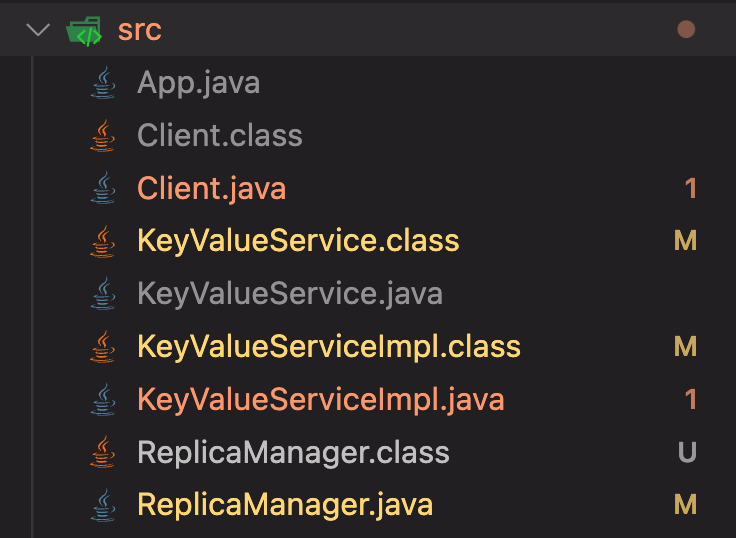 src
App.java
Client.class
Client.java 1
KeyValueService.class M
KeyValueService.java
KeyValueServiceImpl.class M
KeyValueServiceImpl.java 1
ReplicaManager.class U
ReplicaManager.java M